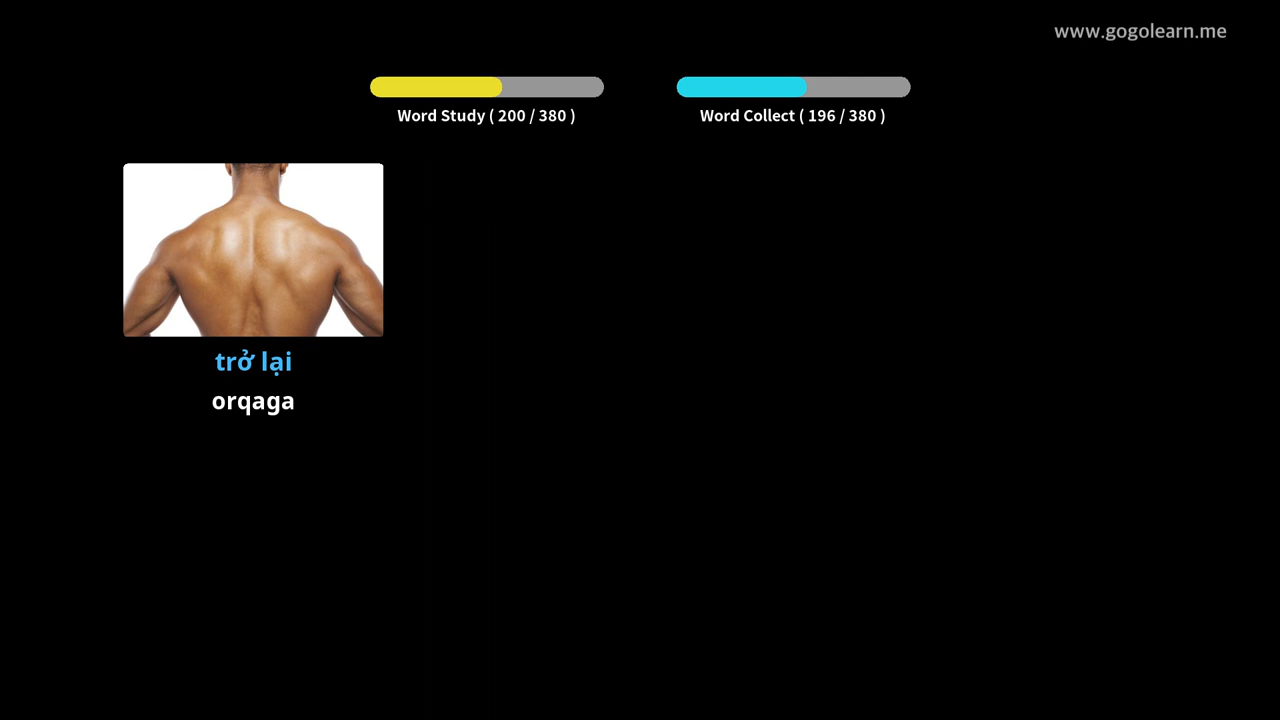 www.gogolearn.me
Word Study ( 200 / 380 )
Word Collect ( 196 / 380 )
trở lại
orqaga